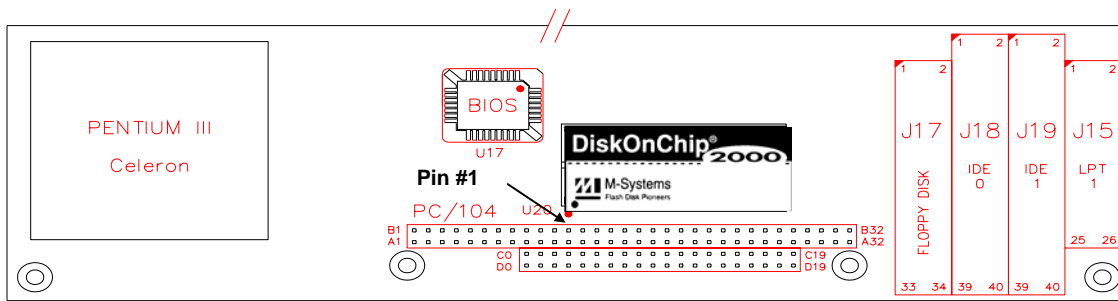 PENTIUM III
Celeron
BIOS
U17
DiskOnChip®
2000
M-Systems
Flash Disk Pioneers
Pin #1
PC/104
U20
B1
A1
B32
A32
C0
D0
C19
D19
1 2
J17
FLOPPY DISK
33 34
1 2
J18
IDE
0
39 40
1 2
J19
IDE
1
39 40
1 2
J15
LPT
1
25 26